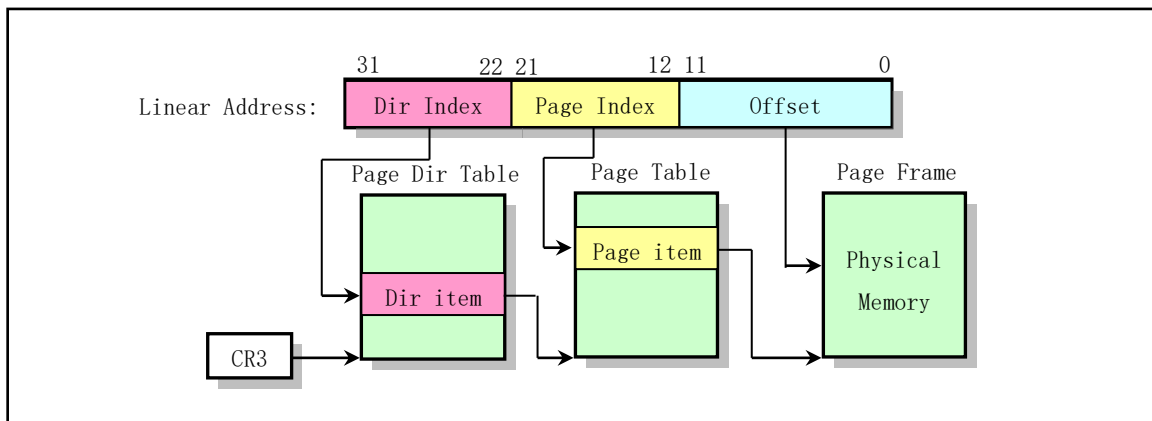 31 22 21 12 11 0
Linear Address: Dir Index Page Index Offset
Page Dir Table Page Table Page Frame
Page item
Physical
Memory
Dir item
CR3